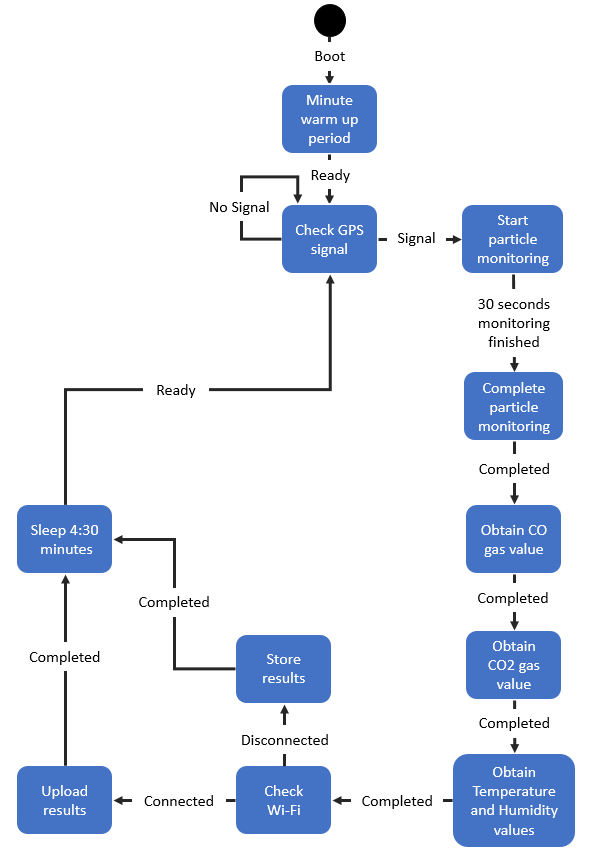 Boot
Minute
warm up
period
Ready
No Signal
Check GPS
signal
Signal
Start
particle
monitoring
30 seconds
monitoring
finished
Complete
particle
monitoring
Ready
Completed
Sleep 4:30
minutes
Obtain CO
gas value
Completed
Completed
Obtain
CO2 gas
value
Store
results
Completed
Completed
Disconnected
Upload
results
Connected
Check
Wi-Fi
Completed
Obtain
Temperature
and Humidity
values